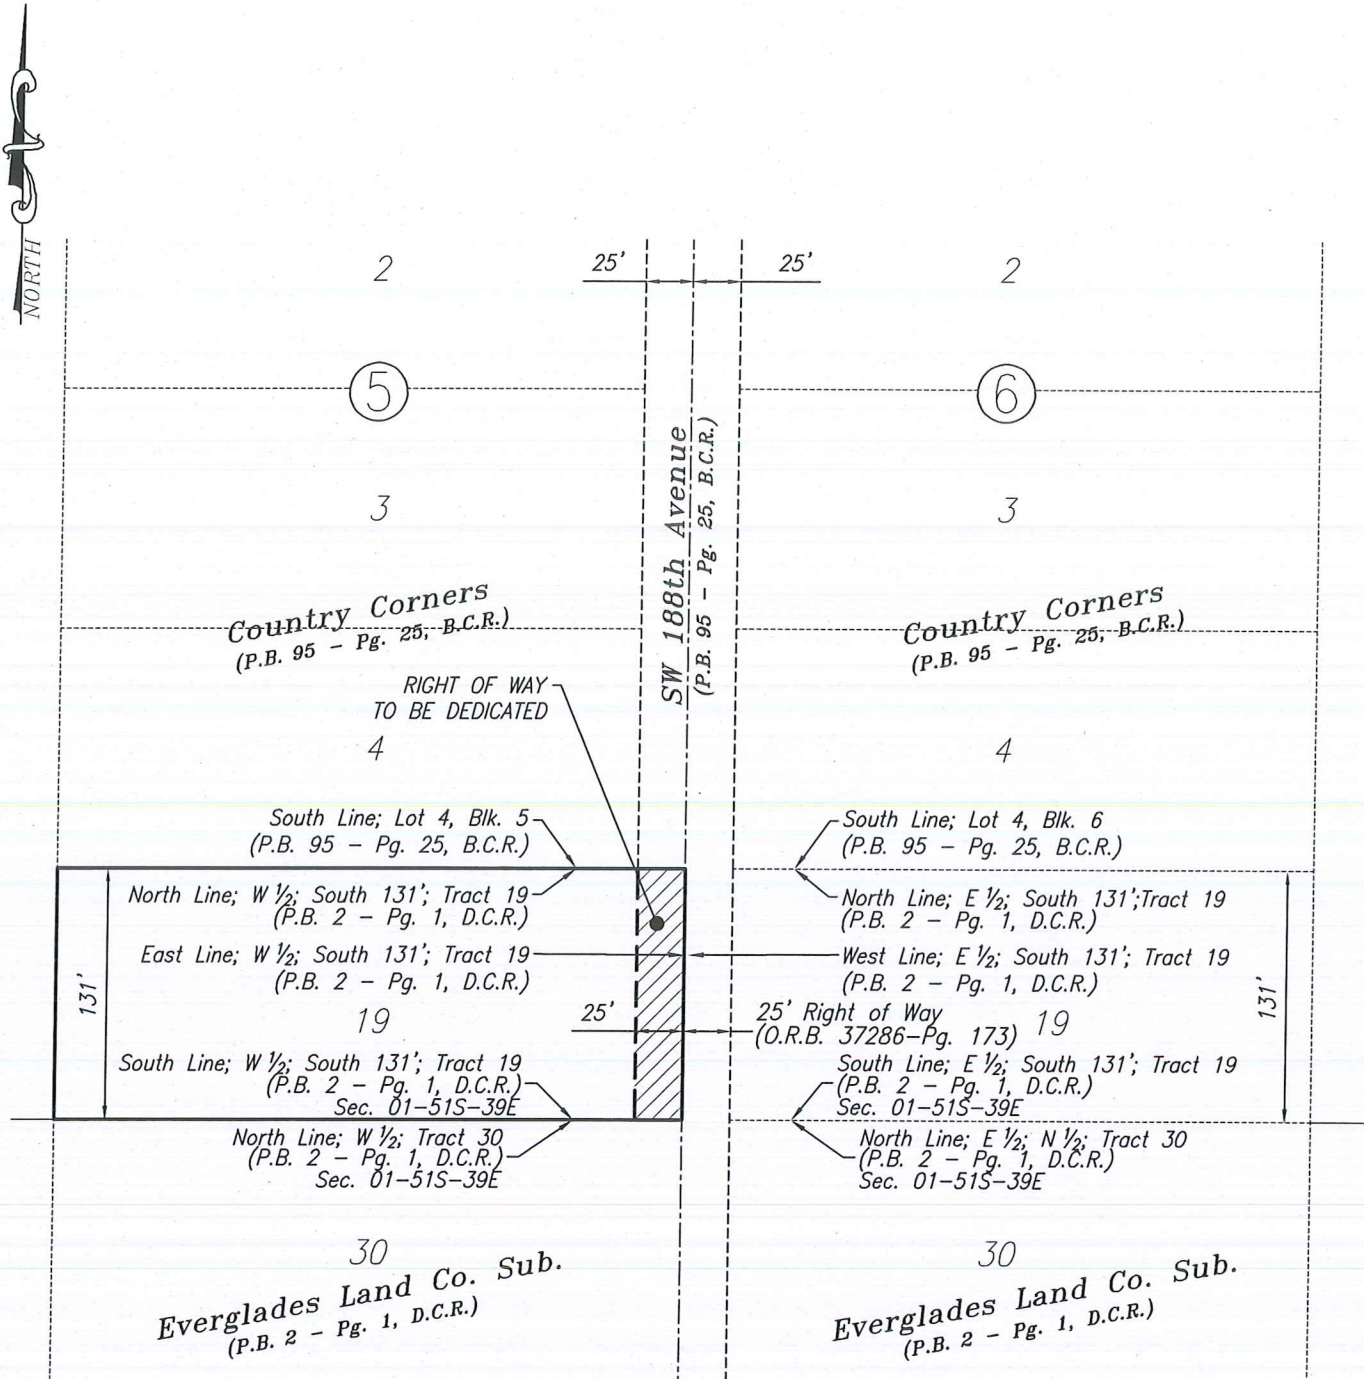 NORTH
2
25'
25'
2
5
6
SW 188th Avenue
(P.B. 95 - Pg. 25, B.C.R.)
3
3
Country Corners
(P.B. 95 - Pg. 25, B.C.R.)
Country Corners
(P.B. 95 - Pg. 25, B.C.R.)
RIGHT OF WAY
TO BE DEDICATED
4
4
South Line; Lot 4, Blk. 5
(P.B. 95 - Pg. 25, B.C.R.)
South Line; Lot 4, Blk. 6
(P.B. 95 - Pg. 25, B.C.R.)
North Line; W ½; South 131'; Tract 19
(P.B. 2 - Pg. 1, D.C.R.)
North Line; E ½; South 131';Tract 19
(P.B. 2 - Pg. 1, D.C.R.)
East Line; W ½; South 131'; Tract 19
(P.B. 2 - Pg. 1, D.C.R.)
West Line; E ½; South 131'; Tract 19
(P.B. 2 - Pg. 1, D.C.R.)
131'
131'
19
25'
25' Right of Way
(O.R.B. 37286-Pg. 173)
19
South Line; W ½; South 131'; Tract 19
(P.B. 2 - Pg. 1, D.C.R.)
Sec. 01-51S-39E
South Line; E ½; South 131'; Tract 19
(P.B. 2 - Pg. 1, D.C.R.)
Sec. 01-51S-39E
North Line; W ½; Tract 30
(P.B. 2 - Pg. 1, D.C.R.)
Sec. 01-51S-39E
North Line; E ½; N ½; Tract 30
(P.B. 2 - Pg. 1, D.C.R.)
Sec. 01-51S-39E
30
30
Everglades Land Co. Sub.
(P.B. 2 - Pg. 1, D.C.R.)
Everglades Land Co. Sub.
(P.B. 2 - Pg. 1, D.C.R.)